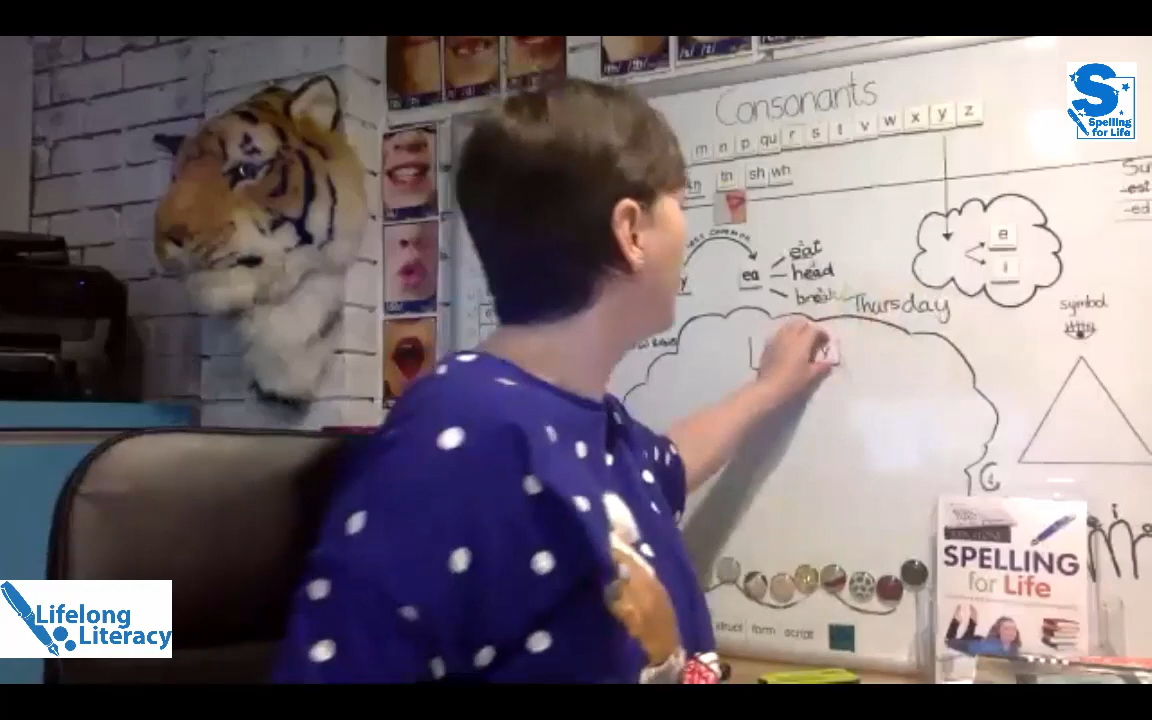 Consonants
m n p qu r s t v w x y z
th sh wh
e
i
y
ea
eat
head
break
Thursday
symbol
-est
-ed
y
S
Spelling
for Life
SPELLING
for Life
struct form script
Lifelong
Literacy